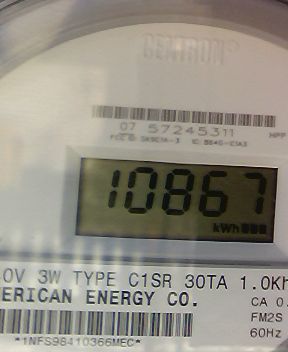 CENTRON®
07 57245311
10867
kWh
.0V 3W TYPE C1SR 30TA 1.0Kh
ERICAN ENERGY CO.
CA 0.
FM2S
60Hz
*1NFS98410366MEC*